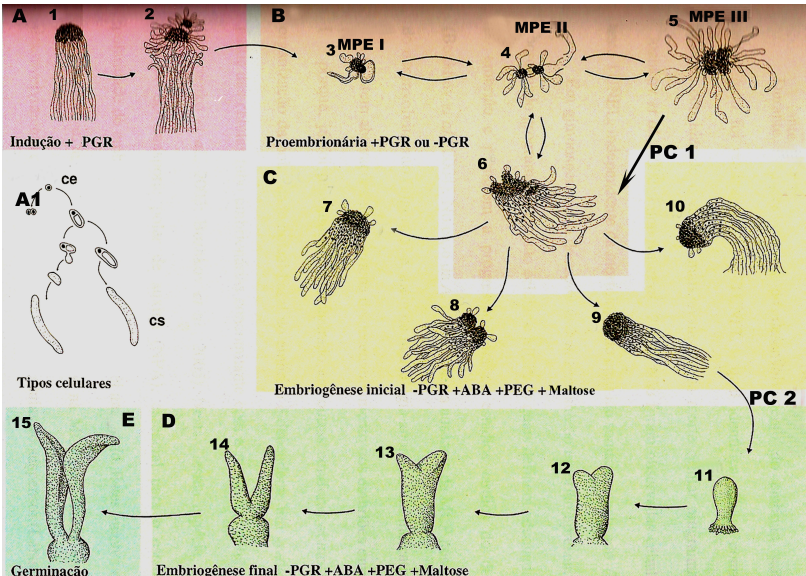 A
1
2
Indução + PGR
B
3
MPE I
MPE II
4
5
MPE III
Proembrionária +PGR ou -PGR
6
PC 1
A1
ce
cs
Tipos celulares
C
7
8
9
10
Embriogênese inicial -PGR +ABA +PEG +Maltose
PC 2
15
E
Germinação
D
14
13
12
11
Embriogênese final -PGR +ABA +PEG +Maltose